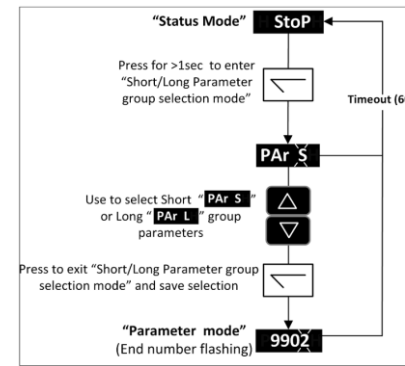 "Status Mode" StoP
Press for >1sec to enter
"Short/Long Parameter
group selection mode"
Timeout (6
PAr S
Use to select Short "PAr S"
or Long "PAr L" group
parameters
Press to exit "Short/Long Parameter group
selection mode" and save selection
"Parameter mode"
(End number flashing)
9902